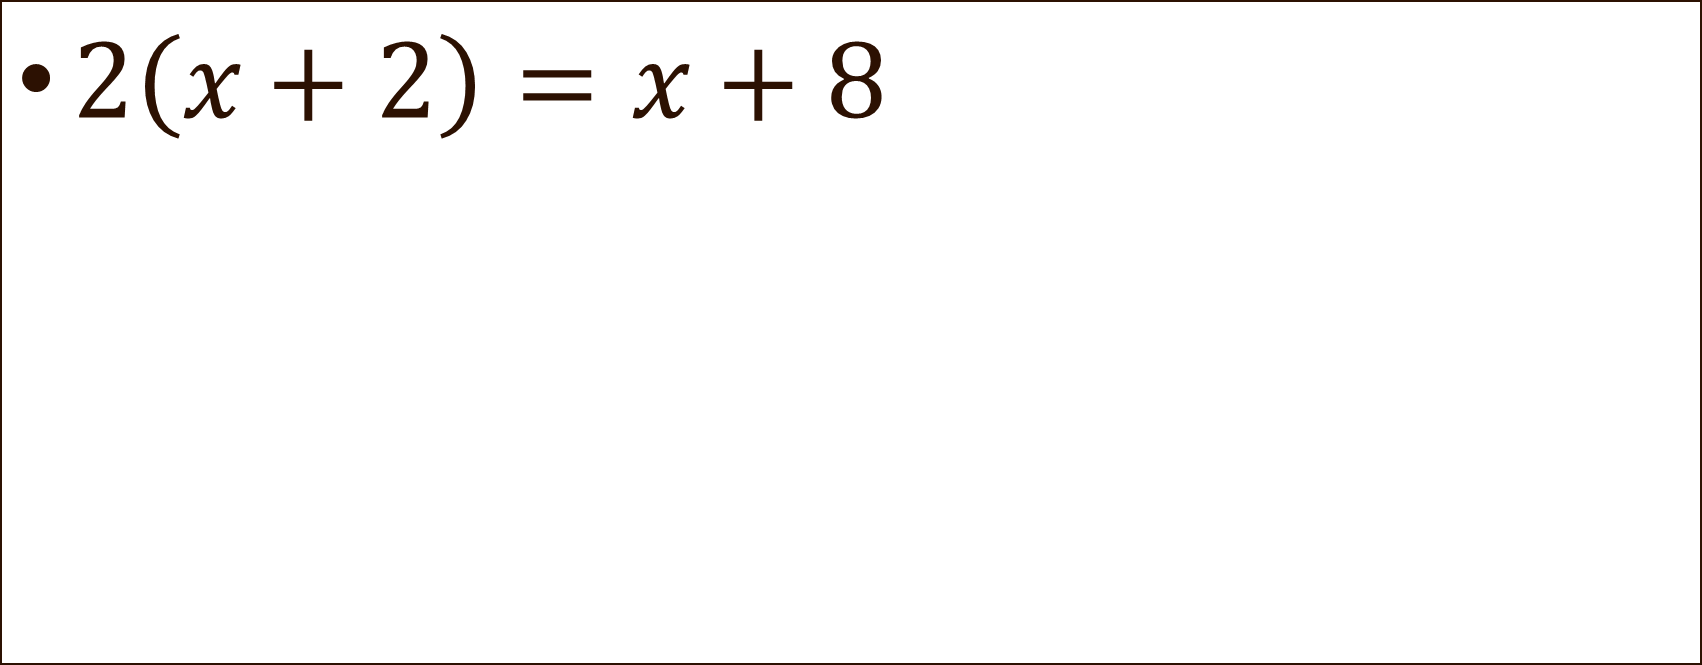 • 2(x + 2) = x + 8